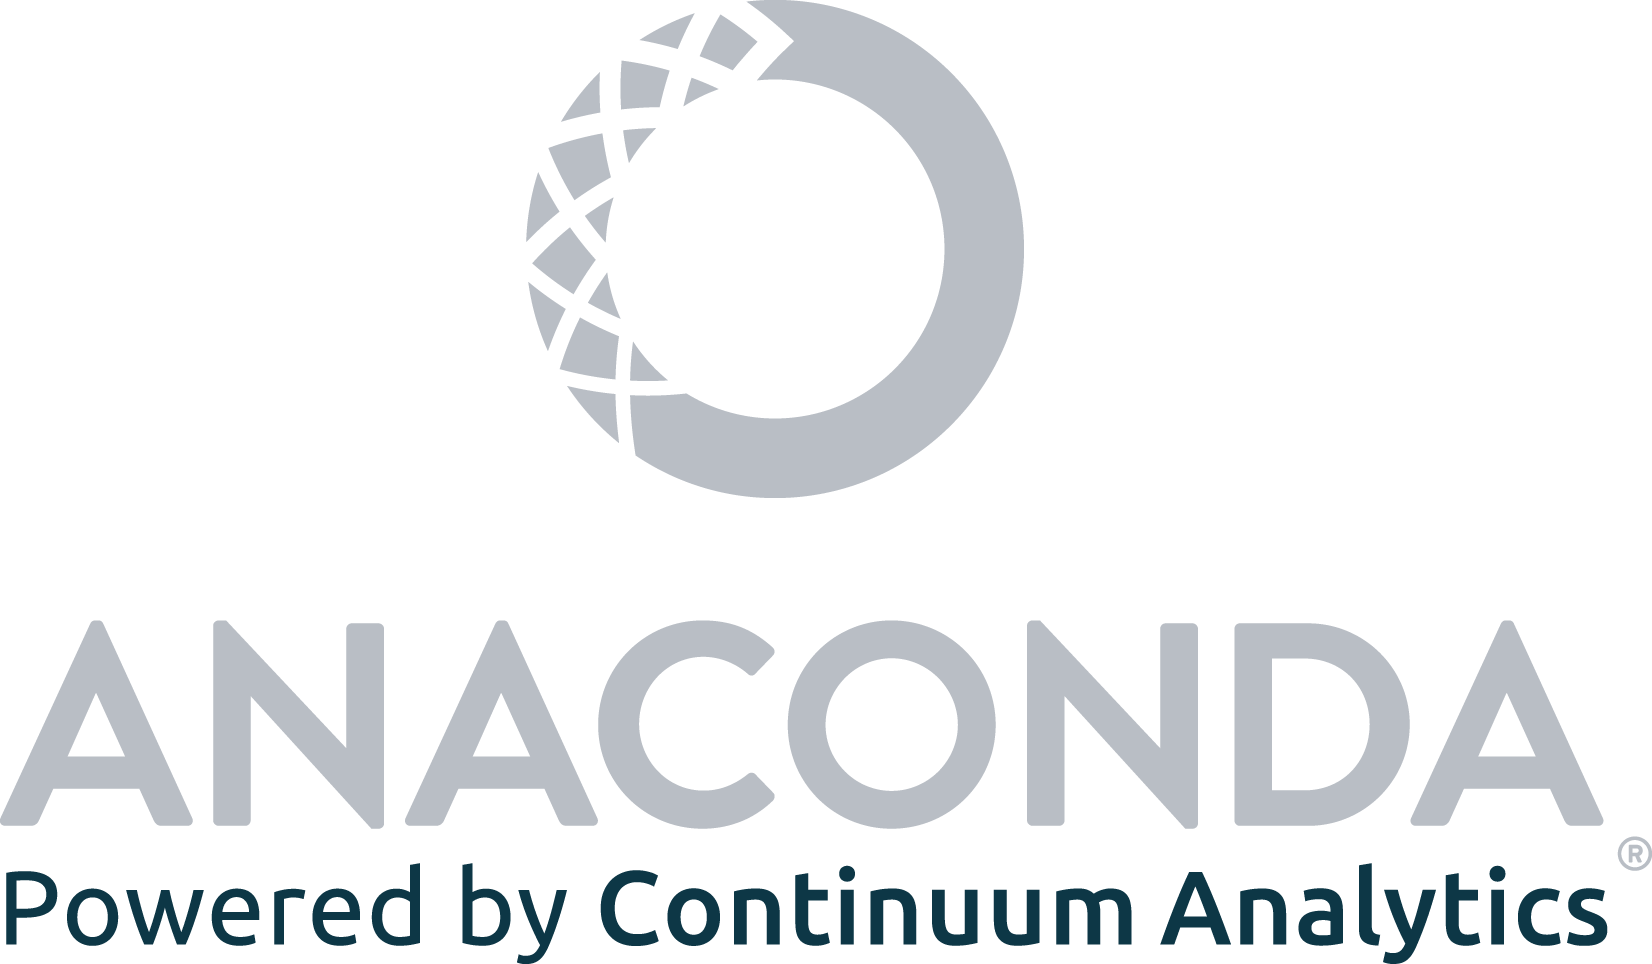 ANACONDA
®
Powered by Continuum Analytics